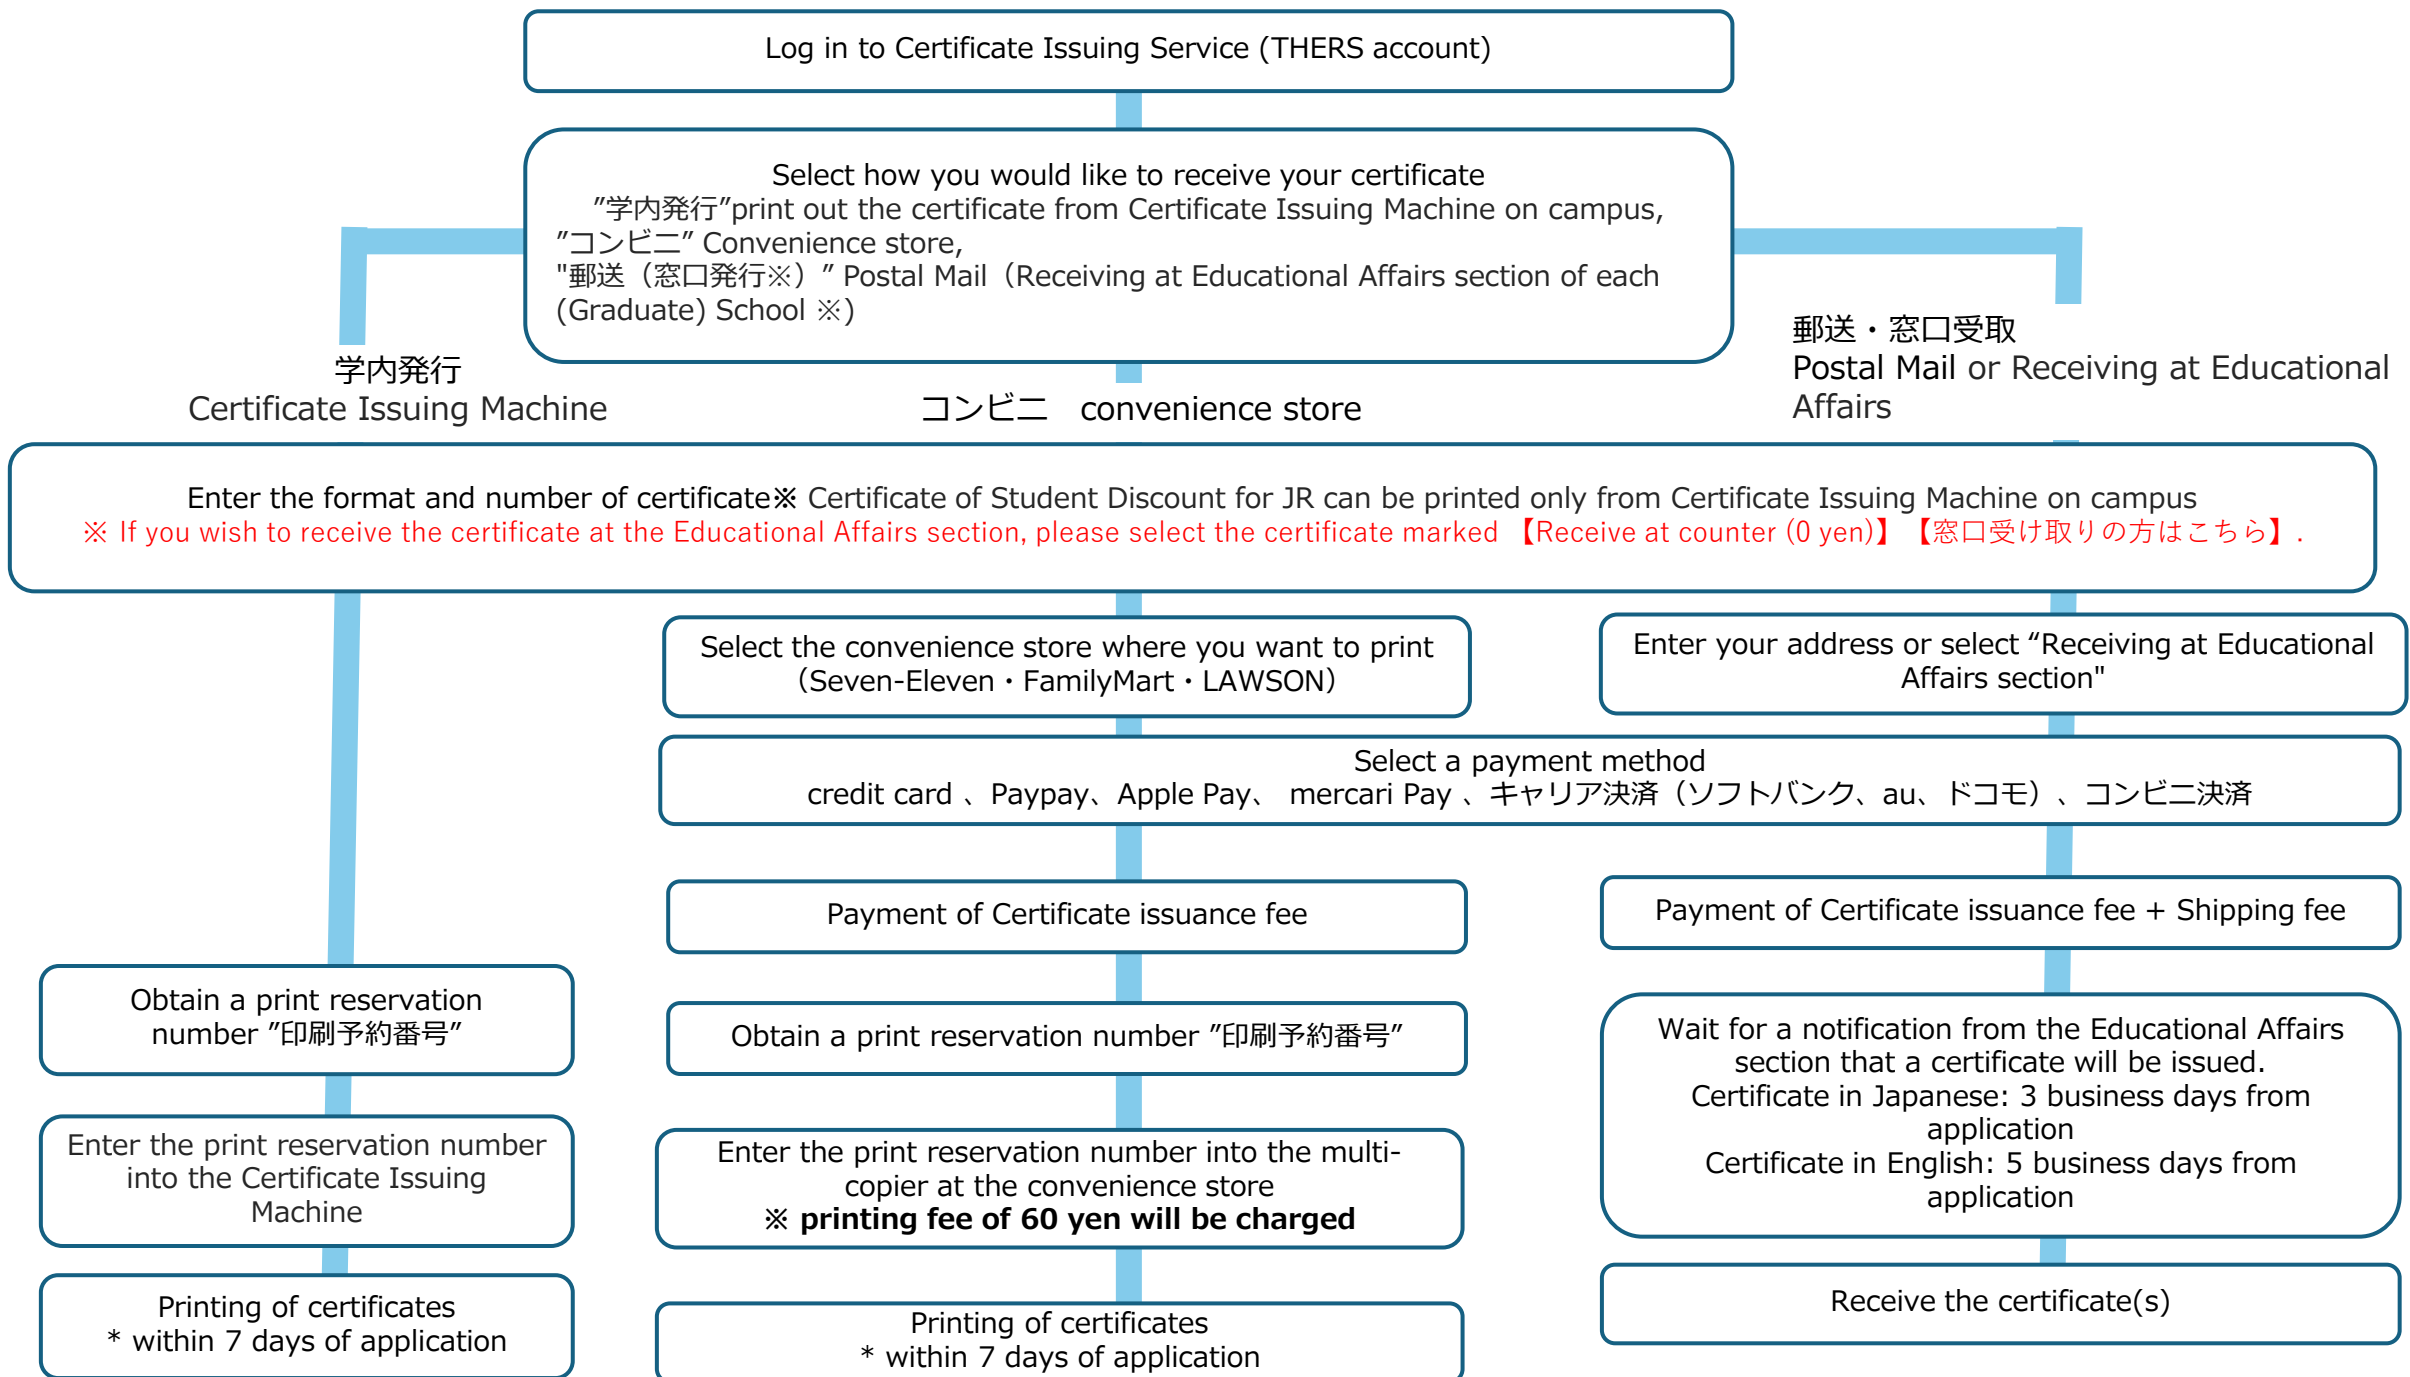 Log in to Certificate Issuing Service (THERS account)
Select how you would like to receive your certificate
”学内発行”print out the certificate from Certificate Issuing Machine on campus,
”コンビニ” Convenience store,
"郵送（窓口発行※）” Postal Mail（Receiving at Educational Affairs section of each
(Graduate) School ※)
学内発行
Certificate Issuing Machine
コンビニ　convenience store
郵送・窓口受取
Postal Mail or Receiving at Educational
Affairs
Enter the format and number of certificate※ Certificate of Student Discount for JR can be printed only from Certificate Issuing Machine on campus
※ If you wish to receive the certificate at the Educational Affairs section, please select the certificate marked 【Receive at counter (0 yen)】【窓口受け取りの方はこちら】.
Select the convenience store where you want to print
（Seven-Eleven・FamilyMart・LAWSON）
Enter your address or select “Receiving at Educational
Affairs section"
Select a payment method
credit card 、Paypay、Apple Pay、 mercari Pay 、キャリア決済（ソフトバンク、au、ドコモ）、コンビニ決済
Payment of Certificate issuance fee
Payment of Certificate issuance fee + Shipping fee
Obtain a print reservation
number ”印刷予約番号”
Obtain a print reservation number ”印刷予約番号”
Wait for a notification from the Educational Affairs
section that a certificate will be issued.
Certificate in Japanese: 3 business days from
application
Certificate in English: 5 business days from
application
Enter the print reservation number
into the Certificate Issuing
Machine
Enter the print reservation number into the multi-
copier at the convenience store
※ printing fee of 60 yen will be charged
Printing of certificates
* within 7 days of application
Printing of certificates
* within 7 days of application
Receive the certificate(s)